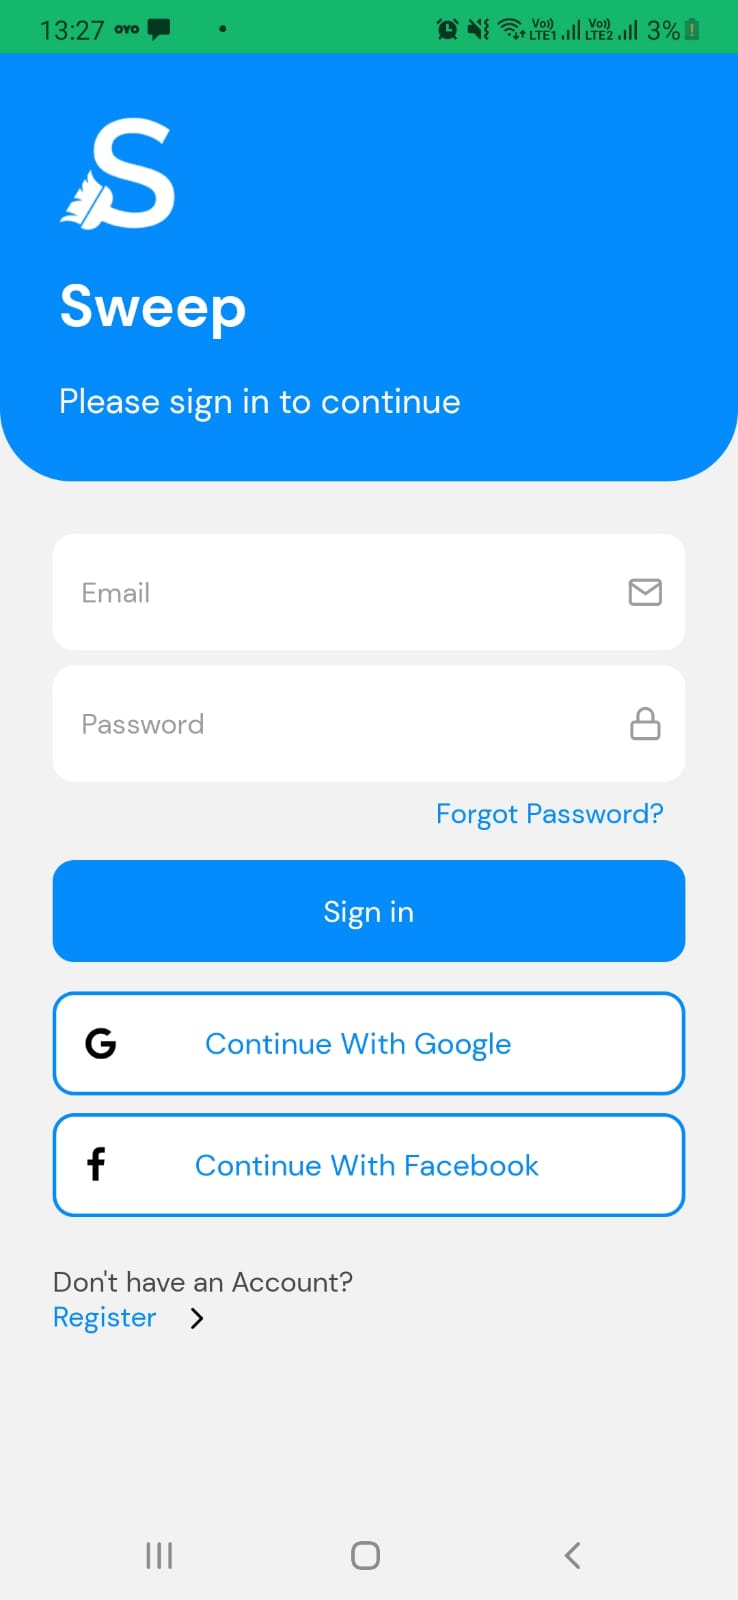 13:27 OYO Vo)) LTE1 Vo)) LTE2 3%
S
Sweep
Please sign in to continue
Email
Password
Forgot Password?
Sign in
G Continue With Google
f Continue With Facebook
Don't have an Account?
Register